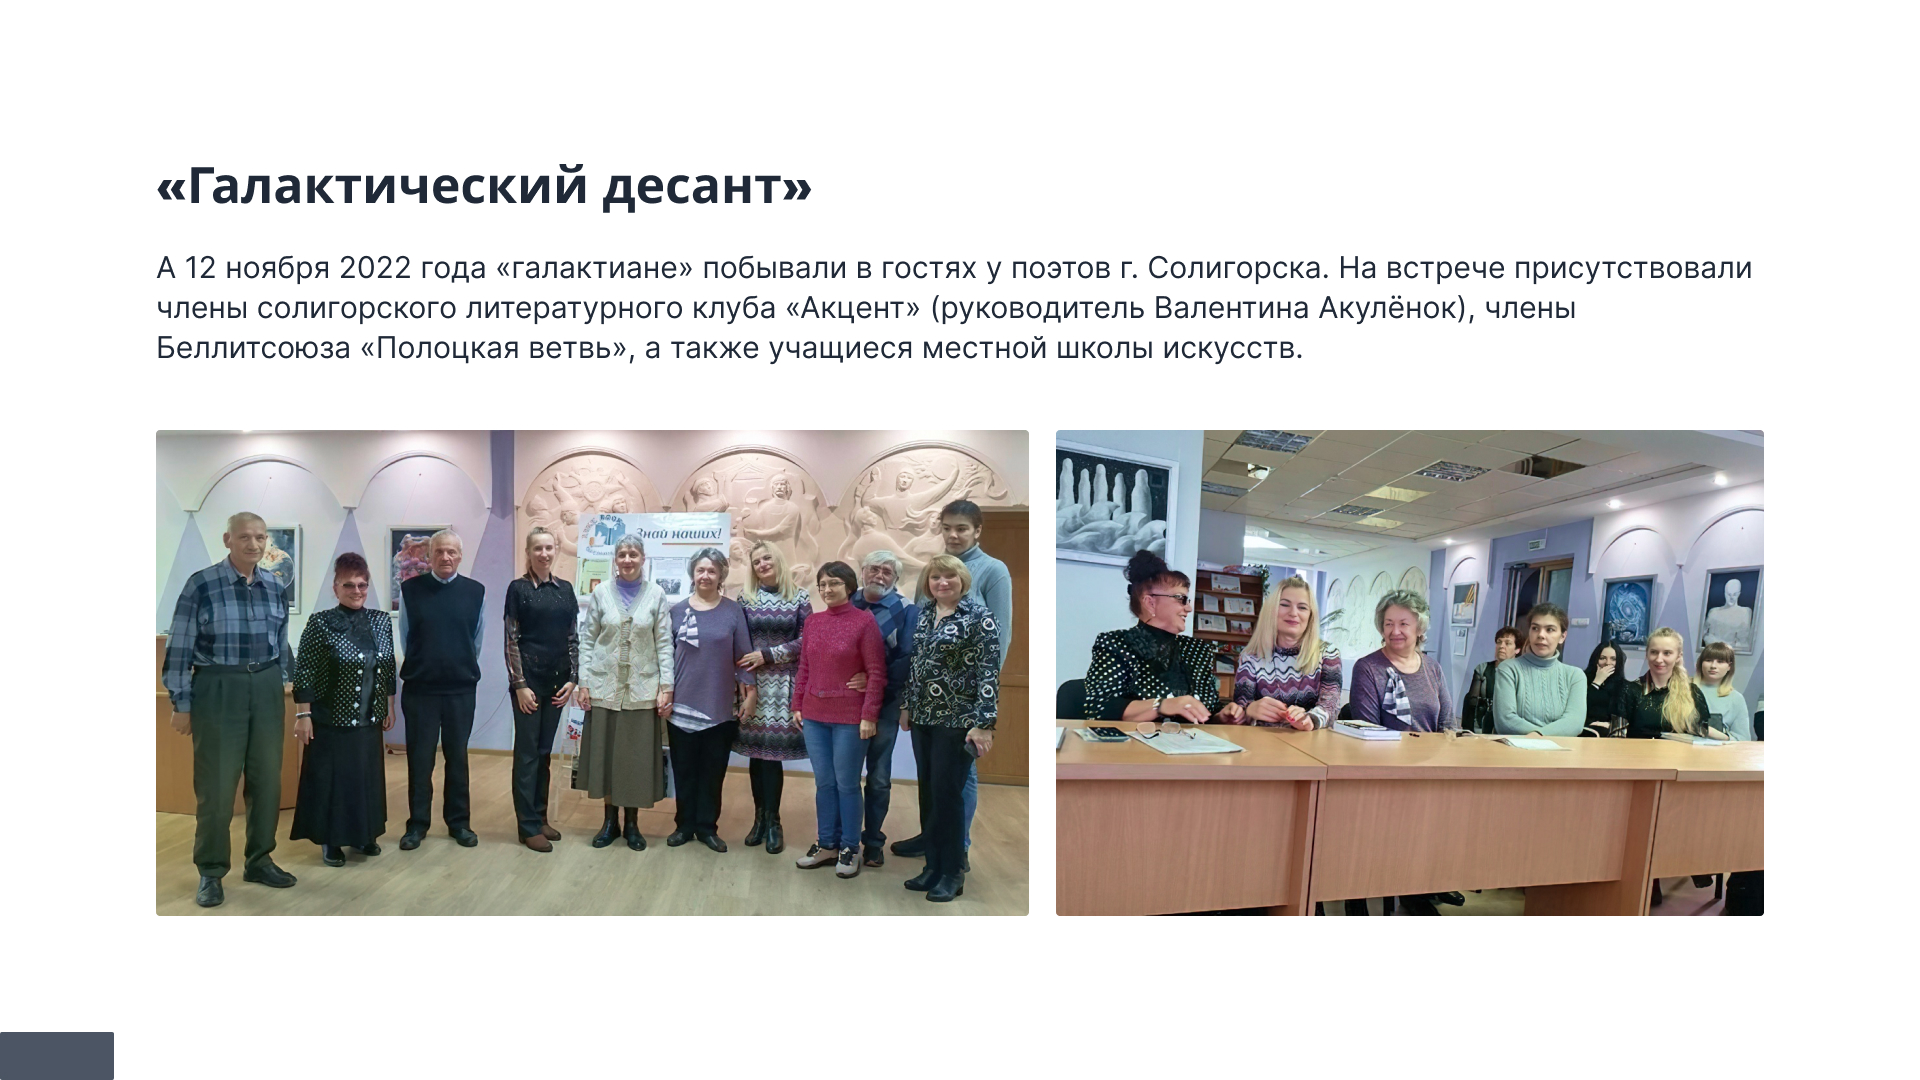 «Галактический десант»
А 12 ноября 2022 года «галактиане» побывали в гостях у поэтов г. Солигорска. На встрече присутствовали
члены солигорского литературного клуба «Акцент» (руководитель Валентина Акулёнок), члены
Беллитсоюза «Полоцкая ветвь», а также учащиеся местной школы искусств.
Знай наших!